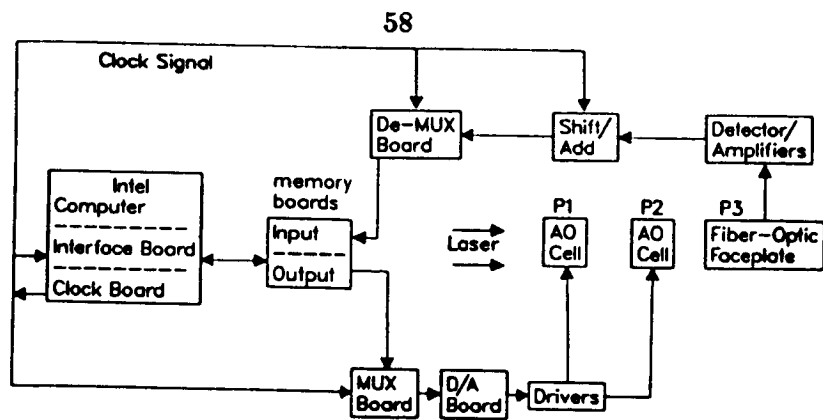 58
Clock Signal
De-MUX
Board
Shift/
Add
Detector/
Amplifiers
Intel
Computer
Interface Board
Clock Board
memory
boards
Input
Output
Laser
P1
AO
Cell
P2
AO
Cell
P3
Fiber-Optic
Faceplate
MUX
Board
D/A
Board
Drivers